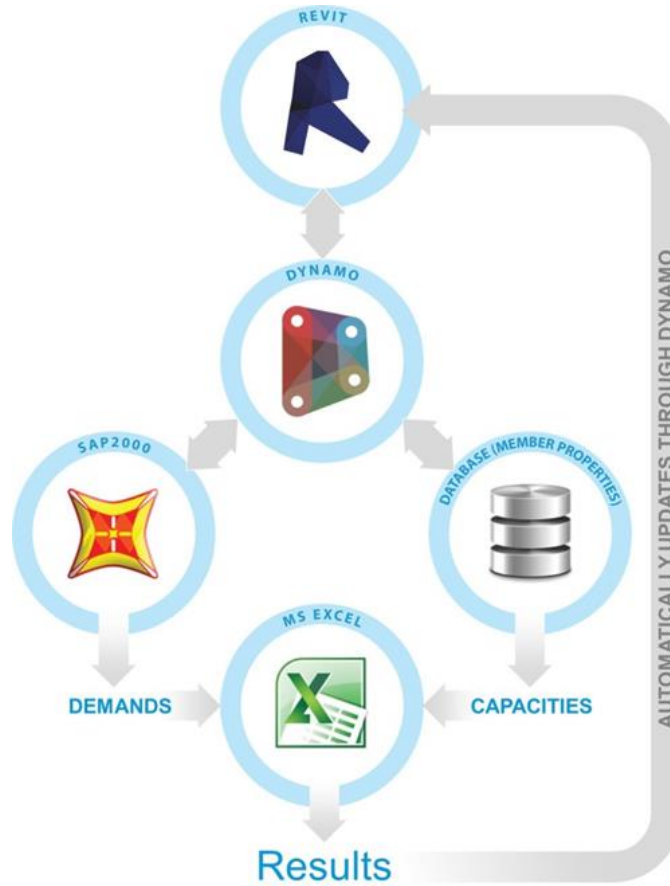 REVIT
DYNAMO
SAP2000
DATABASE (MEMBER PROPERTIES)
MS EXCEL
DEMANDS
CAPACITIES
Results
AUTOMATICALLY UPDATES THROUGH DYNAMO